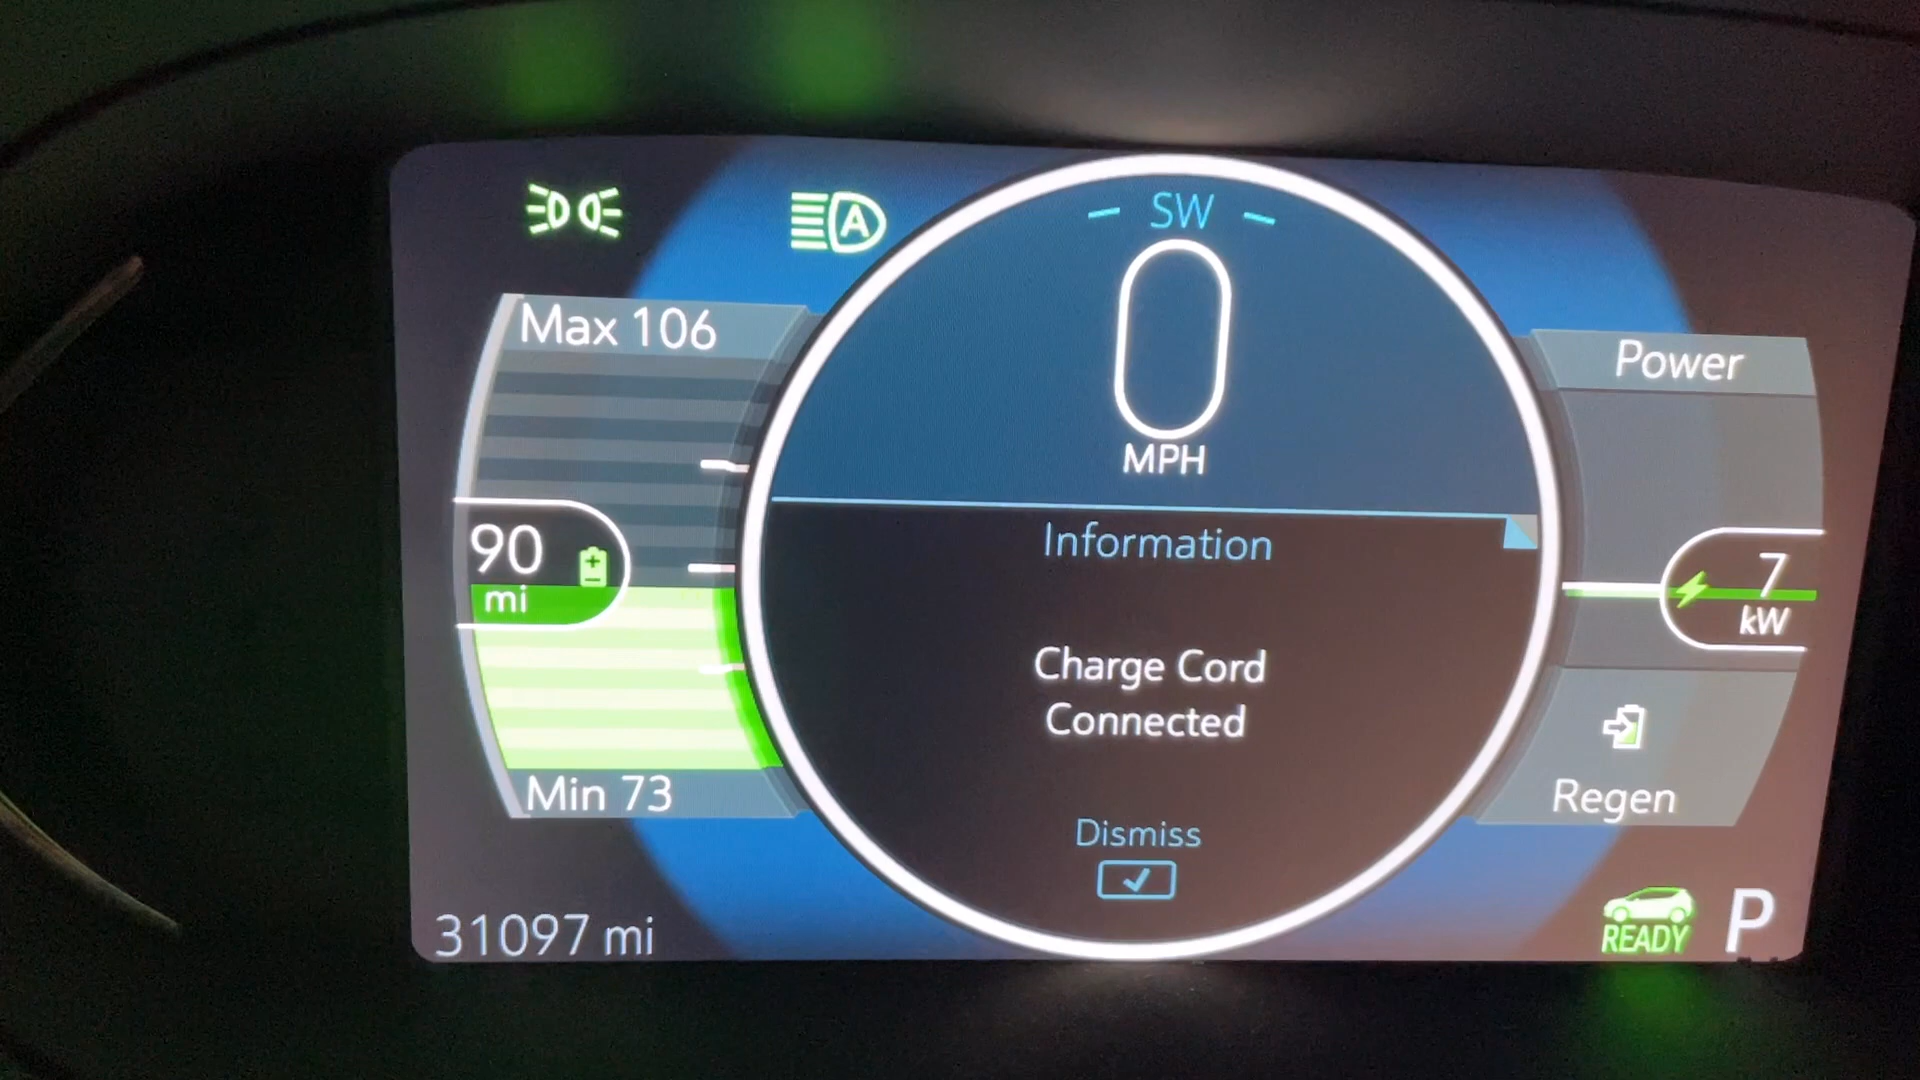 SW
0
MPH
Max 106
90
mi
Min 73
Information
Charge Cord
Connected
Dismiss
Power
7
kW
Regen
31097 mi
READY
P
A